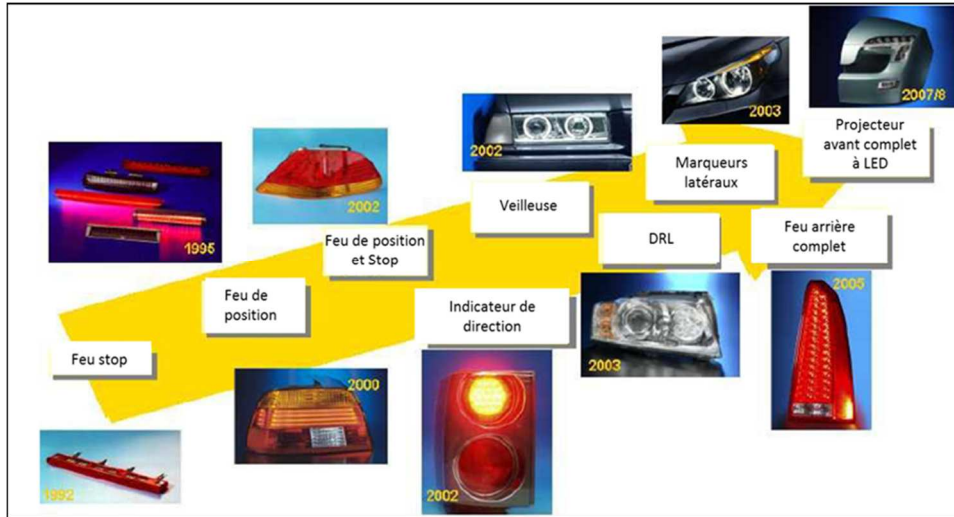 2003
2007/8
2002
Projecteur
avant complet
à LED
1995
2002
Marqueurs
latéraux
Veilleuse
Feu de position
et Stop
DRL
Feu arrière
complet
2005
Feu de
position
Indicateur de
direction
Feu stop
2003
2000
1992
2002